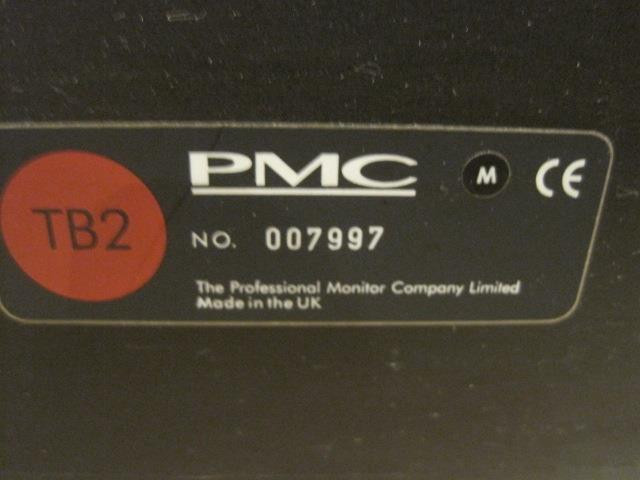 TB2
PMC
M
CE
NO. 007997
The Professional Monitor Company Limited
Made in the UK